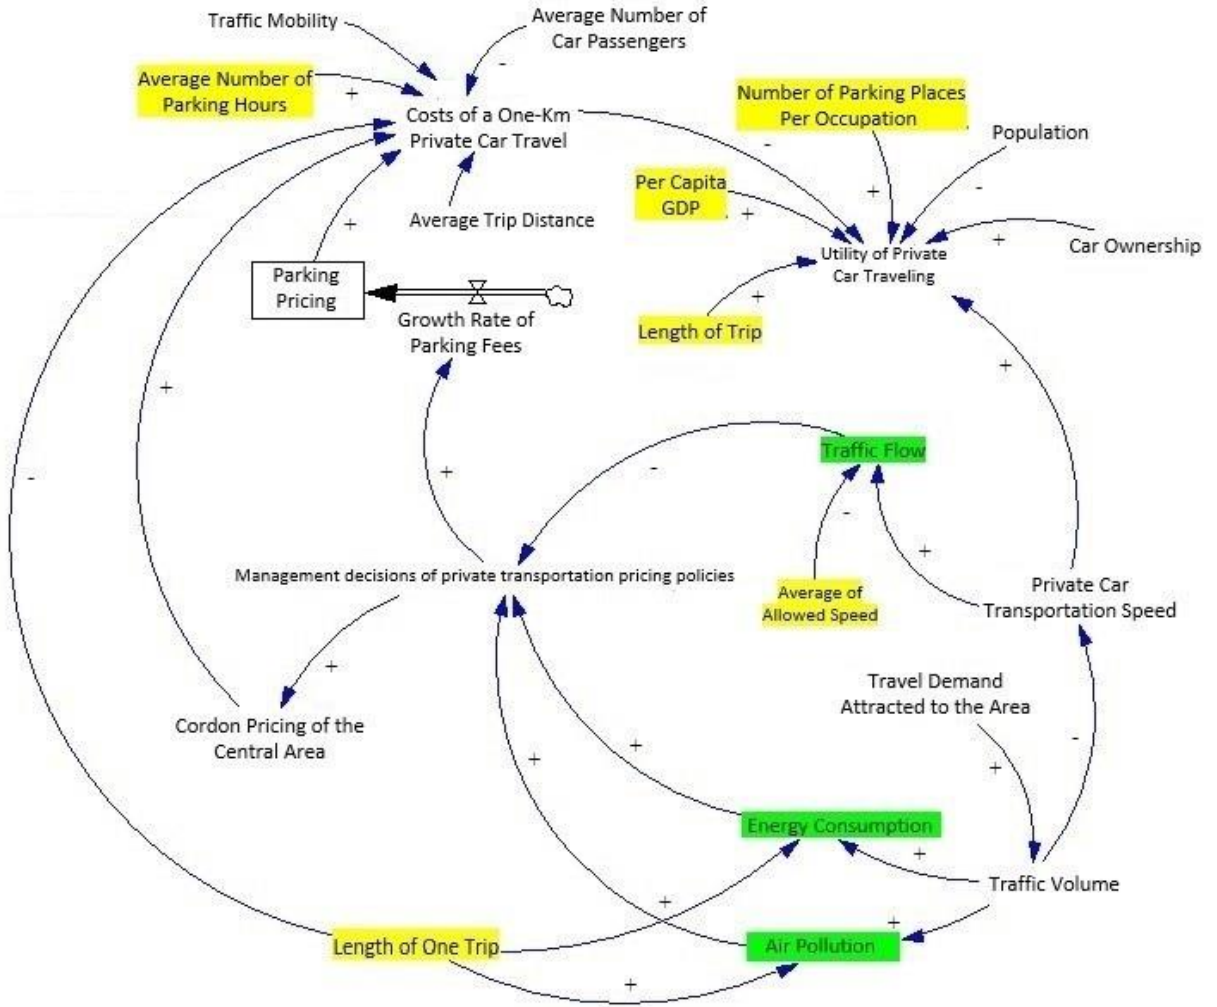 Traffic Mobility
Average Number of
Car Passengers
-
Average Number of
Parking Hours
+
Costs of a One-Km
Private Car Travel
Number of Parking Places
Per Occupation
-
Population
-
Per Capita
GDP
+
+
-
Average Trip Distance
+
+
Car Ownership
Utility of Private
Car Traveling
Parking
Pricing
+
Growth Rate of
Parking Fees
Length of Trip
+
+
Traffic Flow
-
+
-
-
+
Management decisions of private transportation pricing policies
Average of
Allowed Speed
Private Car
Transportation Speed
+
Travel Demand
Attracted to the Area
Cordon Pricing of the
Central Area
+
+
-
+
Energy Consumption
+
Traffic Volume
+
+
Length of One Trip
Air Pollution
+